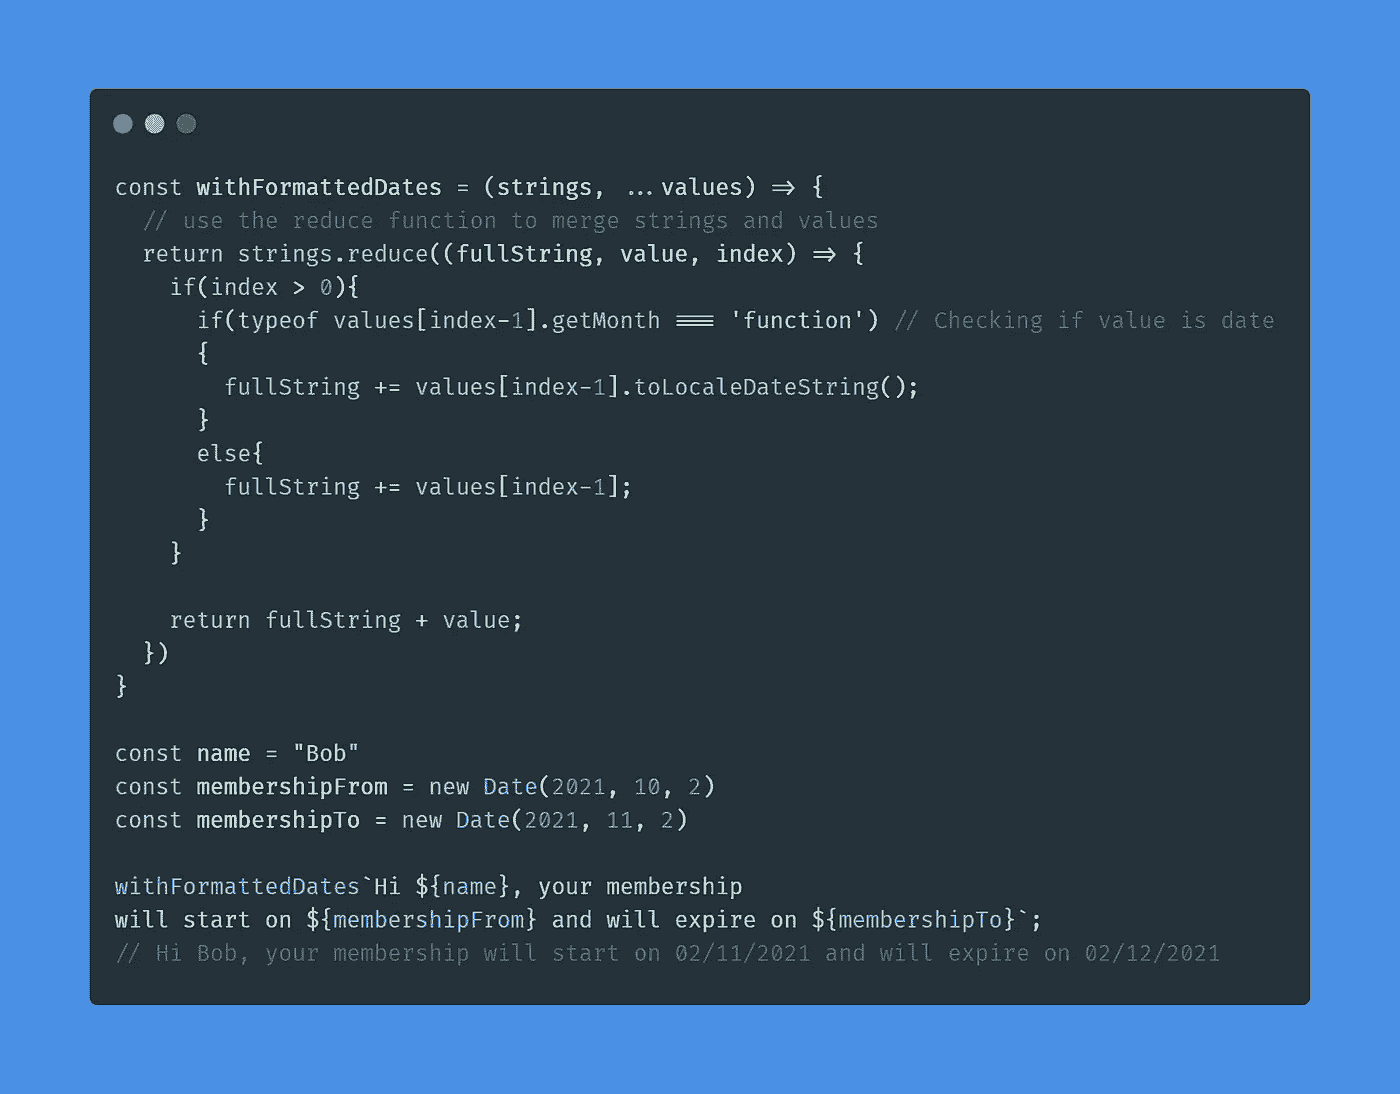 const withFormattedDates = (strings, ...values) => {
  // use the reduce function to merge strings and values
  return strings.reduce((fullString, value, index) => {
    if(index > 0){
      if(typeof values[index-1].getMonth === 'function') // Checking if value is date
      {
        fullString += values[index-1].toLocaleDateString();
      }
      else{
        fullString += values[index-1];
      }
    }

    return fullString + value;
  })
}

const name = "Bob"
const membershipFrom = new Date(2021, 10, 2)
const membershipTo = new Date(2021, 11, 2)

withFormattedDates`Hi ${name}, your membership
will start on ${membershipFrom} and will expire on ${membershipTo}`;
// Hi Bob, your membership will start on 02/11/2021 and will expire on 02/12/2021